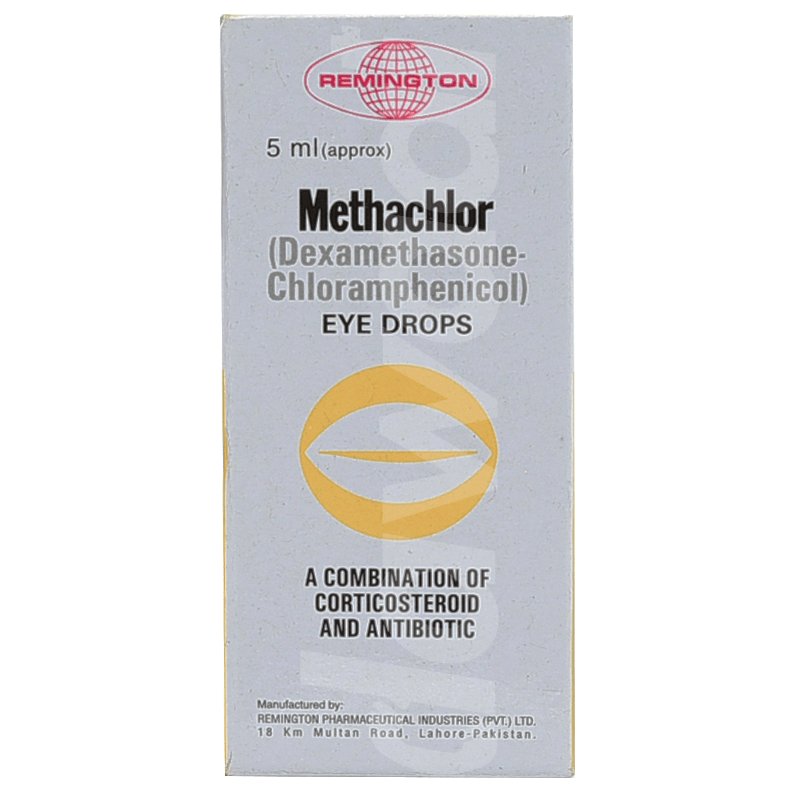 REMINGTON
5 ml (approx)
Methachlor
(Dexamethasone-
Chloramphenicol)
EYE DROPS
A COMBINATION OF
CORTICOSTEROID
AND ANTIBIOTIC
Manufactured by:
REMINGTON PHARMACEUTICAL INDUSTRIES (PVT.) LTD.
18 Km Multan Road, Lahore-Pakistan.
dawaai